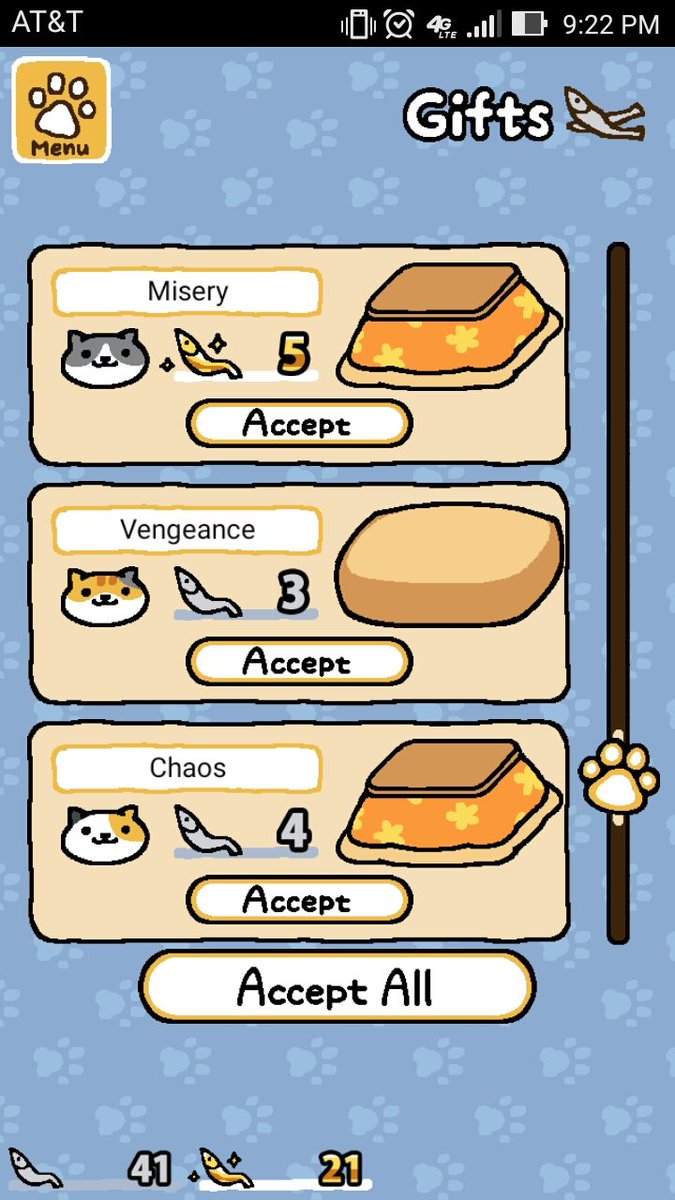 AT&T 4G LTE 9:22 PM
Menu
Gifts
Misery
5
Accept
Vengeance
3
Accept
Chaos
4
Accept
Accept All
41 21